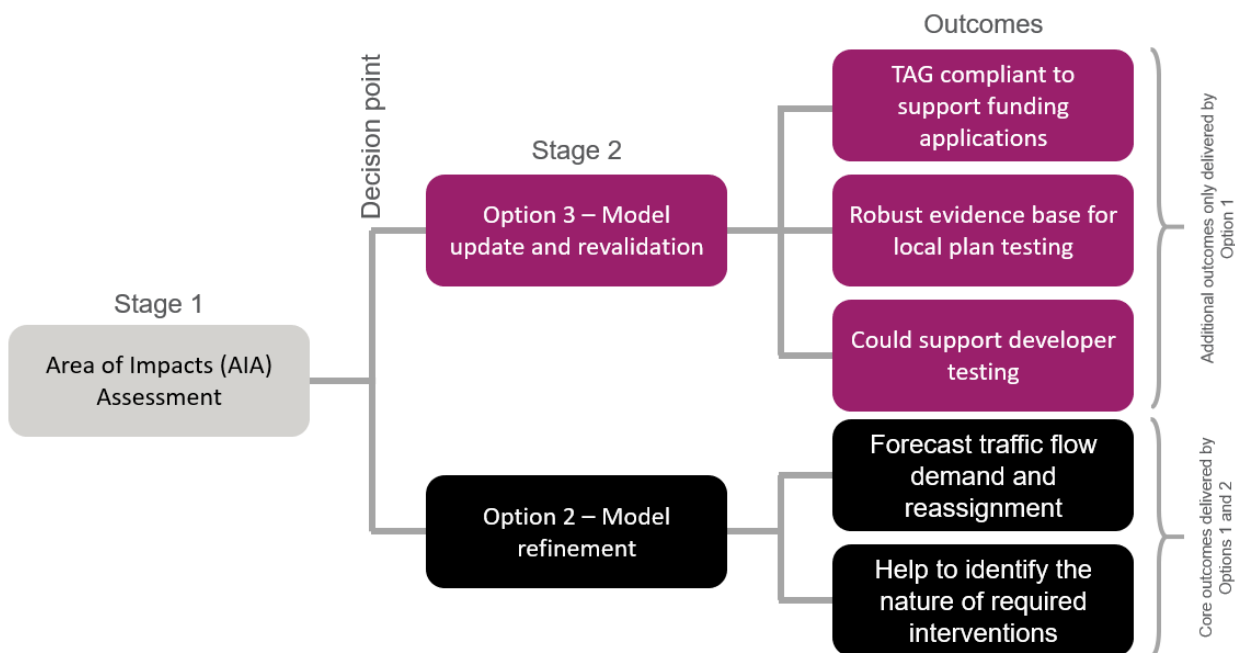 Outcomes
Decision point
Stage 2
Stage 1
Area of Impacts (AIA)
Assessment
Option 3 – Model
update and revalidation
TAG compliant to
support funding
applications
Robust evidence base for
local plan testing
Could support developer
testing
Additional outcomes only delivered by
Option 1
Option 2 – Model
refinement
Forecast traffic flow
demand and
reassignment
Help to identify the
nature of required
interventions
Core outcomes delivered by
Options 1 and 2